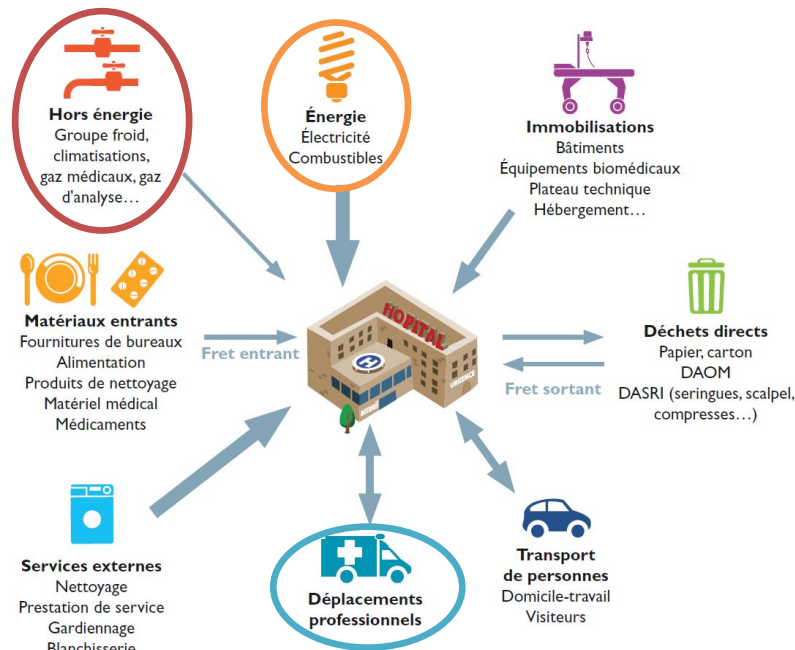 Hors énergie
Groupe froid,
climatisations,
gaz médicaux, gaz
d'analyse…
Énergie
Électricité
Combustibles
Immobilisations
Bâtiments
Équipements biomédicaux
Plateau technique
Hébergement…
Matériaux entrants
Fournitures de bureaux
Alimentation
Produits de nettoyage
Matériel médical
Médicaments
Fret entrant
HOPITAL
H
URGENCE
Fret sortant
Déchets directs
Papier, carton
DAOM
DASRI (seringues, scalpel,
compresses…)
Services externes
Nettoyage
Prestation de service
Gardiennage
Blanchisserie
Déplacements
professionnels
Transport
de personnes
Domicile-travail
Visiteurs